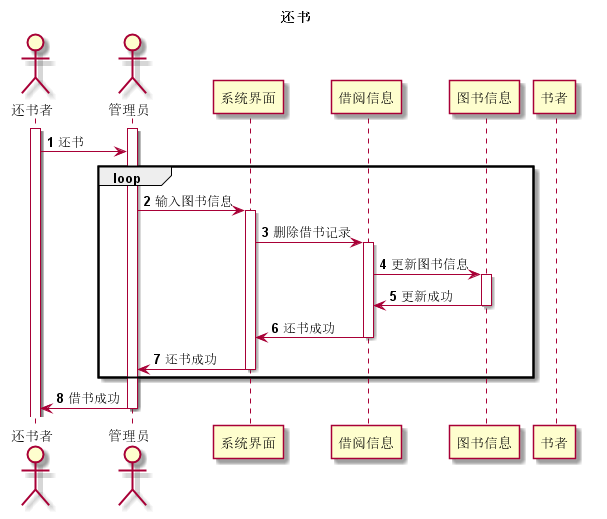 还书
还书者
管理员
系统界面
借阅信息
图书信息
书者
1 还书
loop
2 输入图书信息
3 删除借书记录
4 更新图书信息
5 更新成功
6 还书成功
7 还书成功
8 借书成功
还书者
管理员
系统界面
借阅信息
图书信息
书者